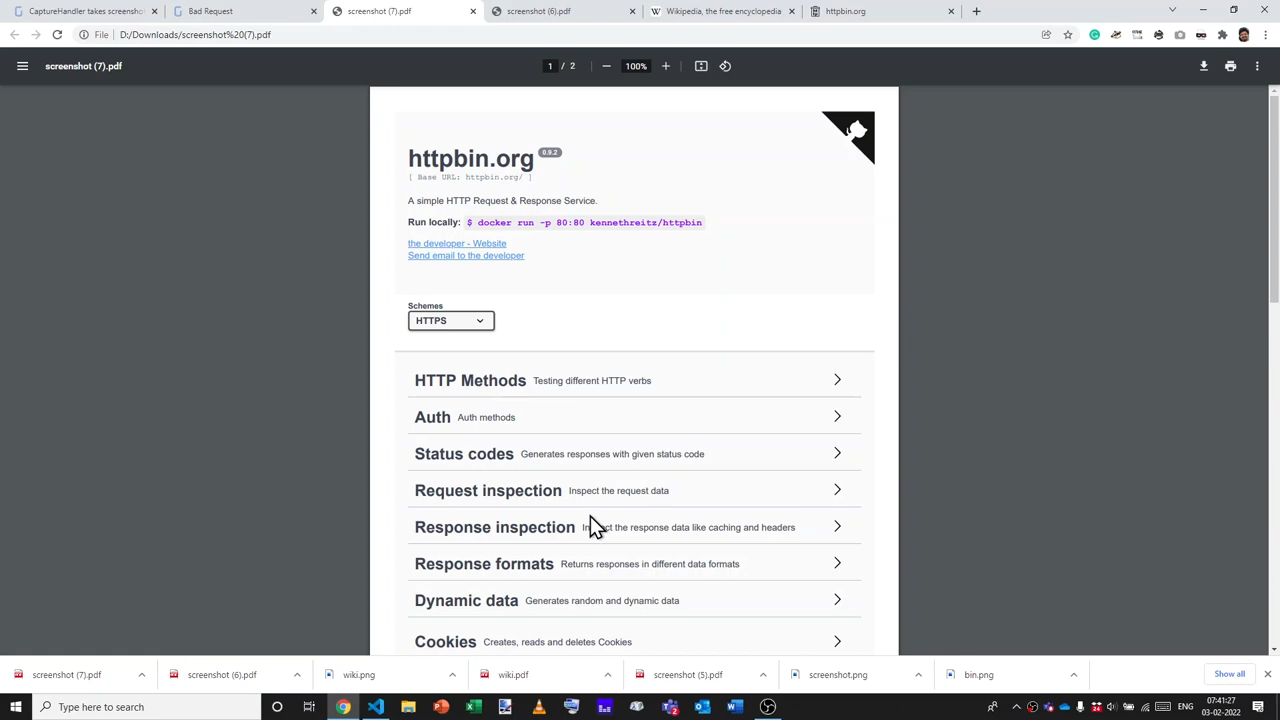 CaptureHandler takes screenshot
Bad Request
screenshot (7).pdf
screenshot (6).pdf
Wikipedia, the free encyclopedia
httpbin.org
File
D:/Downloads/screenshot%20(7).pdf
screenshot (7).pdf
1 / 2
100%
httpbin.org 0.9.2
[ Base URL: httpbin.org/ ]
A simple HTTP Request & Response Service.
Run locally: $ docker run -p 80:80 kennethreitz/httpbin
the developer - Website
Send email to the developer
Schemes
HTTPS
HTTP Methods Testing different HTTP verbs
Auth Auth methods
Status codes Generates responses with given status code
Request inspection Inspect the request data
Response inspection Inspect the response data like caching and headers
Response formats Returns responses in different data formats
Dynamic data Generates random and dynamic data
Cookies Creates, reads and deletes Cookies
screenshot (7).pdf
screenshot (6).pdf
wiki.png
wiki.pdf
screenshot (5).pdf
screenshot.png
bin.png
Show all
Type here to search
ENG
07:41:27
03-02-2022